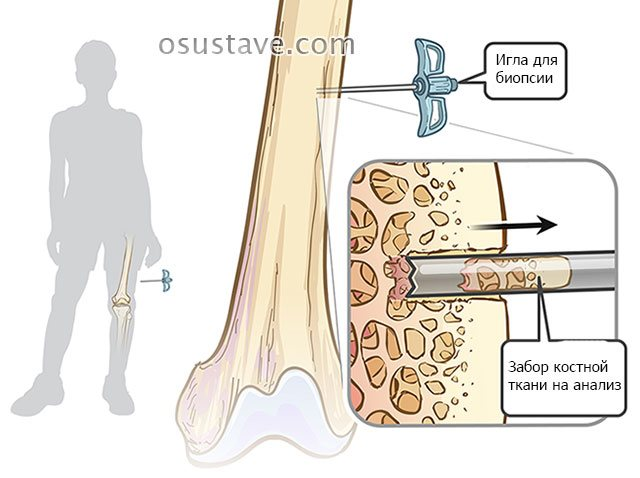 osustave.com
Игла для
биопсии
Забор костной
ткани на анализ